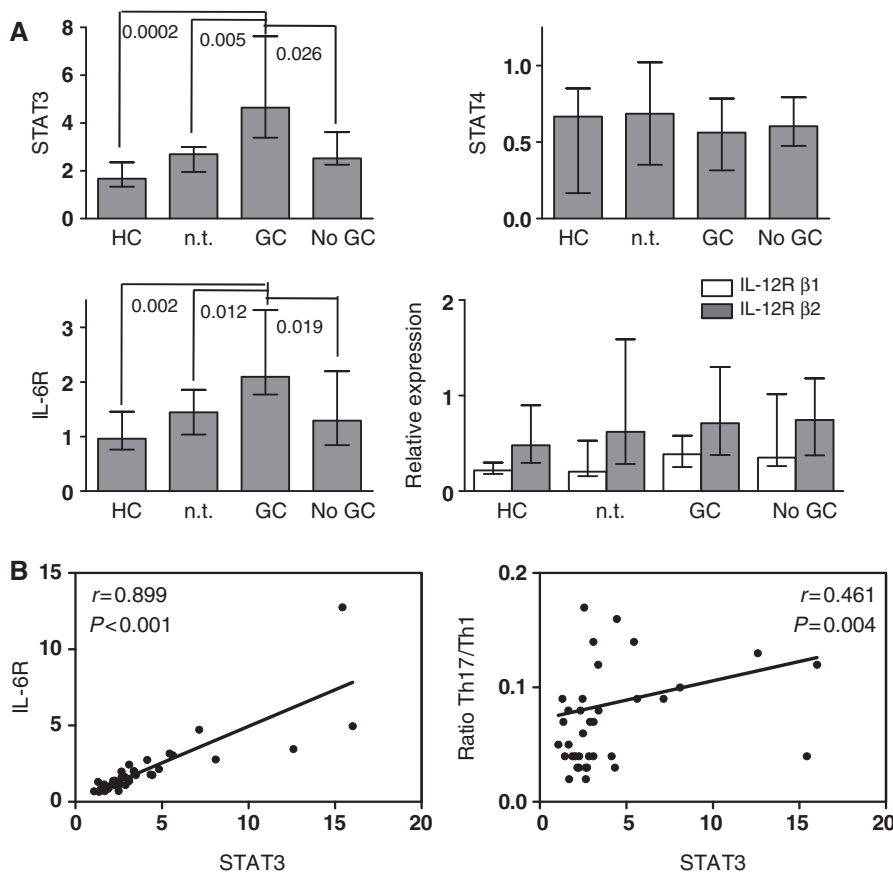 A
STAT3
8
6
4
2
0
0.0002
0.005
0.026
HC
n.t.
GC
No GC
STAT4
1.0
0.5
0.0
HC
n.t.
GC
No GC
IL-6R
3
2
1
0
0.002
0.012
0.019
HC
n.t.
GC
No GC
Relative expression
2
1
0
IL-12R β1
IL-12R β2
HC
n.t.
GC
No GC
B
IL-6R
15
10
5
0
r=0.899
P<0.001
0
5
10
15
20
STAT3
Ratio Th17/Th1
0.2
0.1
0.0
r=0.461
P=0.004
0
5
10
15
20
STAT3